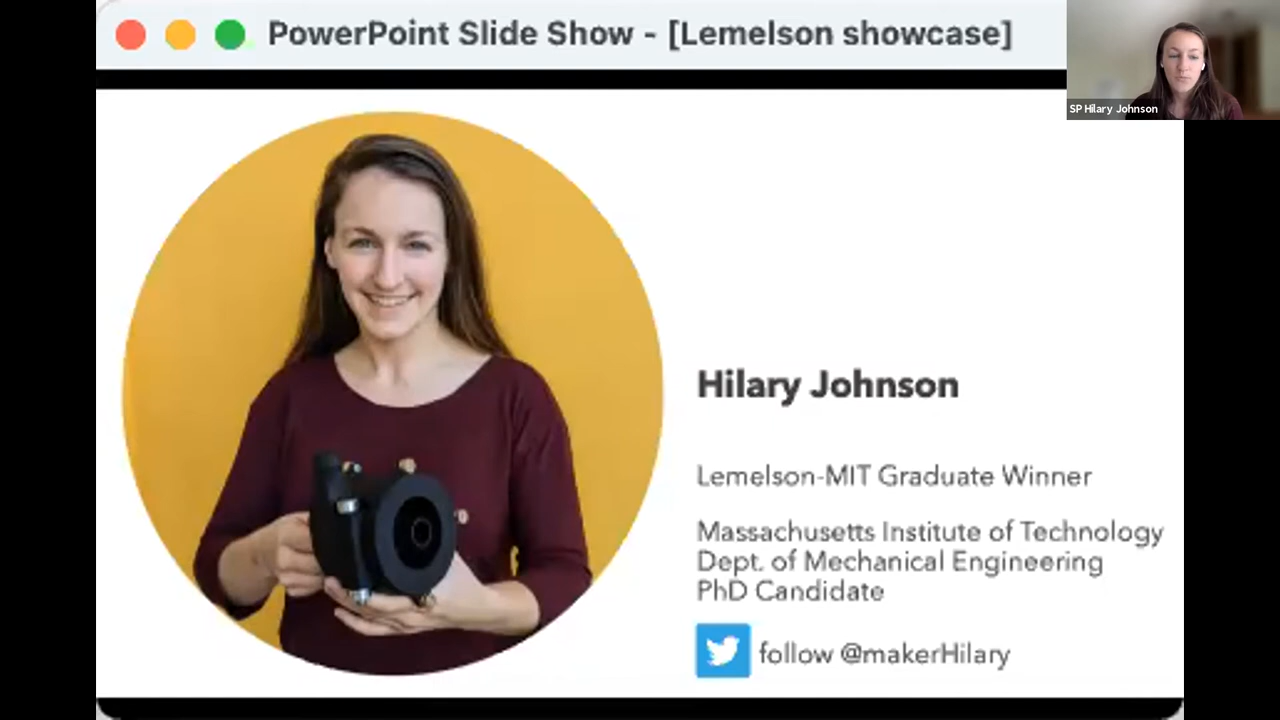 PowerPoint Slide Show - [Lemelson showcase]
SP Hilary Johnson
Hilary Johnson
Lemelson-MIT Graduate Winner
Massachusetts Institute of Technology
Dept. of Mechanical Engineering
PhD Candidate
follow @makerHilary